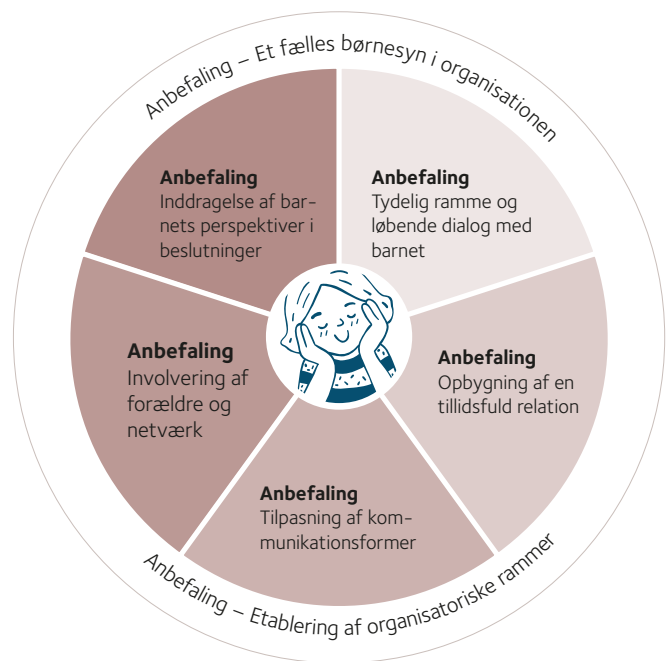 Anbefaling – Et fælles børnesyn i organisationen
Anbefaling
Tydelig ramme og
løbende dialog med
barnet
Anbefaling
Opbygning af en
tillidsfuld relation
Anbefaling
Tilpasning af kom-
munikationsformer
Anbefaling
Involvering af
forældre og
netværk
Anbefaling
Inddragelse af bar-
nets perspektiver i
beslutninger
Anbefaling – Etablering af organisatoriske rammer